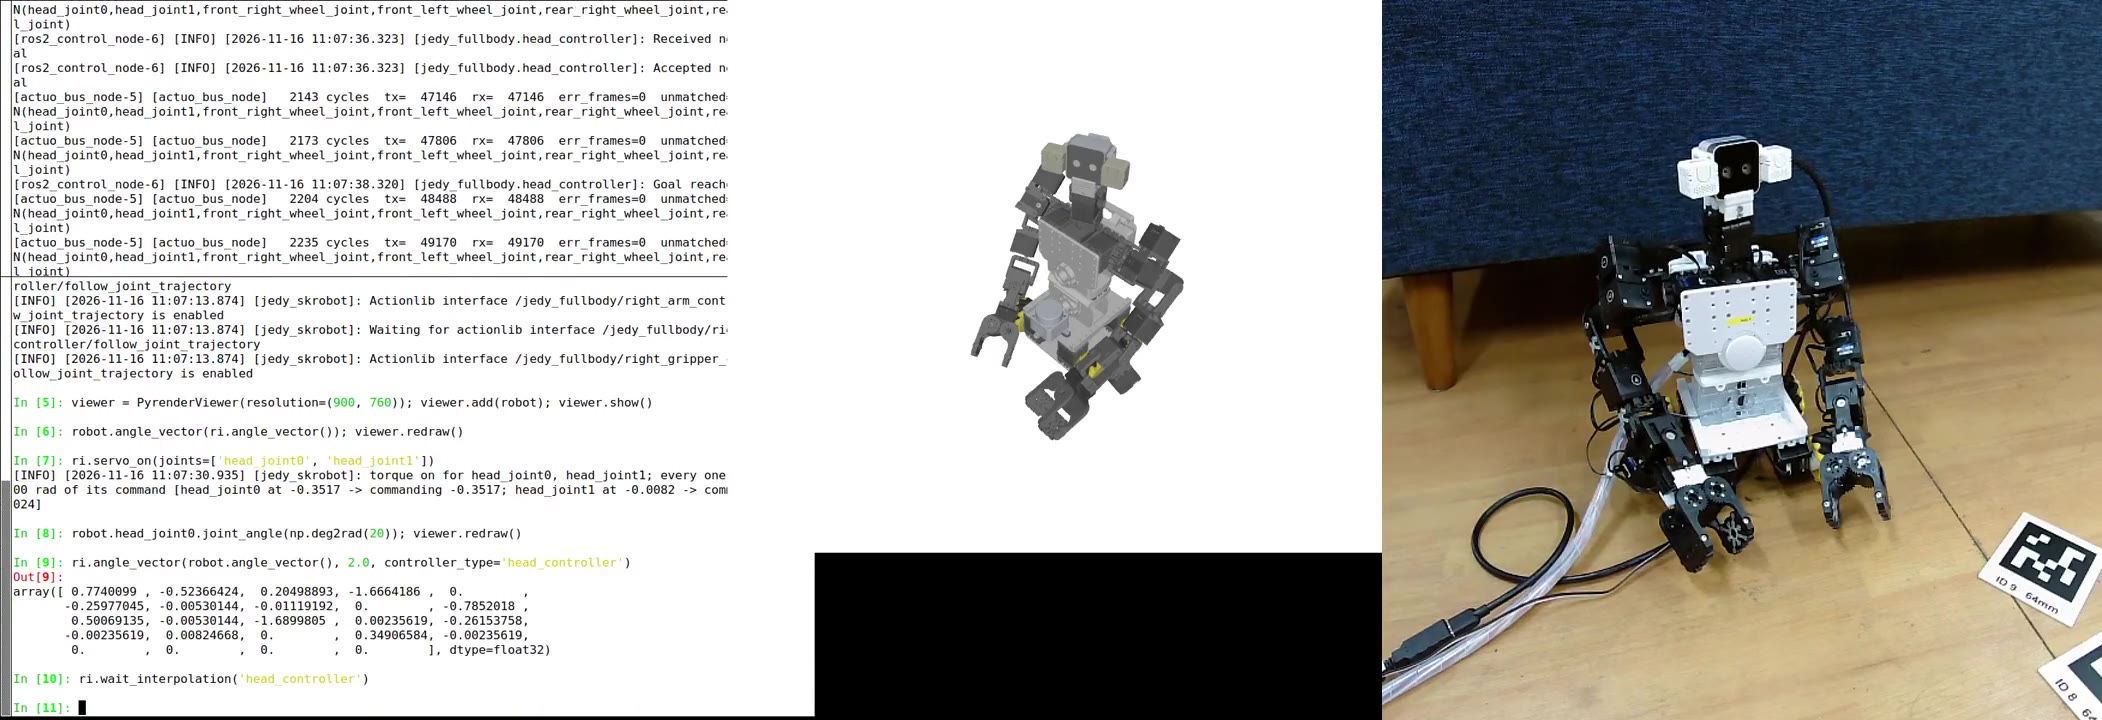 N(head_joint0,head_joint1,front_right_wheel_joint,front_left_wheel_joint,rear_right_wheel_joint,re
l_joint)
[ros2_control_node-6] [INFO] [2026-11-16 11:07:36.323] [jedy_fullbody.head_controller]: Received n
al
[ros2_control_node-6] [INFO] [2026-11-16 11:07:36.323] [jedy_fullbody.head_controller]: Accepted n
al
[actuo_bus_node-5] [actuo_bus_node]   2143 cycles  tx=  47146  rx=  47146  err_frames=0  unmatched=
N(head_joint0,head_joint1,front_right_wheel_joint,front_left_wheel_joint,rear_right_wheel_joint,re
l_joint)
[actuo_bus_node-5] [actuo_bus_node]   2173 cycles  tx=  47806  rx=  47806  err_frames=0  unmatched=
N(head_joint0,head_joint1,front_right_wheel_joint,front_left_wheel_joint,rear_right_wheel_joint,re
l_joint)
[ros2_control_node-6] [INFO] [2026-11-16 11:07:38.320] [jedy_fullbody.head_controller]: Goal reach
[actuo_bus_node-5] [actuo_bus_node]   2204 cycles  tx=  48488  rx=  48488  err_frames=0  unmatched=
N(head_joint0,head_joint1,front_right_wheel_joint,front_left_wheel_joint,rear_right_wheel_joint,re
l_joint)
[actuo_bus_node-5] [actuo_bus_node]   2235 cycles  tx=  49170  rx=  49170  err_frames=0  unmatched=
N(head_joint0,head_joint1,front_right_wheel_joint,front_left_wheel_joint,rear_right_wheel_joint,re
l_joint)
roller/follow_joint_trajectory
[INFO] [2026-11-16 11:07:13.874] [jedy_skrobot]: Actionlib interface /jedy_fullbody/right_arm_cont
w_joint_trajectory is enabled
[INFO] [2026-11-16 11:07:13.874] [jedy_skrobot]: Waiting for actionlib interface /jedy_fullbody/ri
controller/follow_joint_trajectory
[INFO] [2026-11-16 11:07:13.874] [jedy_skrobot]: Actionlib interface /jedy_fullbody/right_gripper_
ollow_joint_trajectory is enabled
In [5]: viewer = PyrenderViewer(resolution=(900, 760)); viewer.add(robot); viewer.show()
In [6]: robot.angle_vector(ri.angle_vector()); viewer.redraw()
In [7]: ri.servo_on(joints=['head_joint0', 'head_joint1'])
[INFO] [2026-11-16 11:07:30.935] [jedy_skrobot]: torque on for head_joint0, head_joint1; every one
00 rad of its command [head_joint0 at -0.3517 -> commanding -0.3517; head_joint1 at -0.0082 -> com
024]
In [8]: robot.head_joint0.joint_angle(np.deg2rad(20)); viewer.redraw()
In [9]: ri.angle_vector(robot.angle_vector(), 2.0, controller_type='head_controller')
Out[9]:
array([ 0.7740099 , -0.52366424,  0.20498893, -1.6664186 ,  0.        ,
       -0.25977045, -0.00530144, -0.01119192,  0.        , -0.7852018 ,
        0.50069135, -0.00530144, -1.6899805 ,  0.00235619, -0.26153758,
       -0.00235619,  0.00824668,  0.        ,  0.34906584, -0.00235619,
        0.        ,  0.        ,  0.        ,  0.        ], dtype=float32)
In [10]: ri.wait_interpolation('head_controller')
In [11]:
ID 9 64mm
ID 8 64